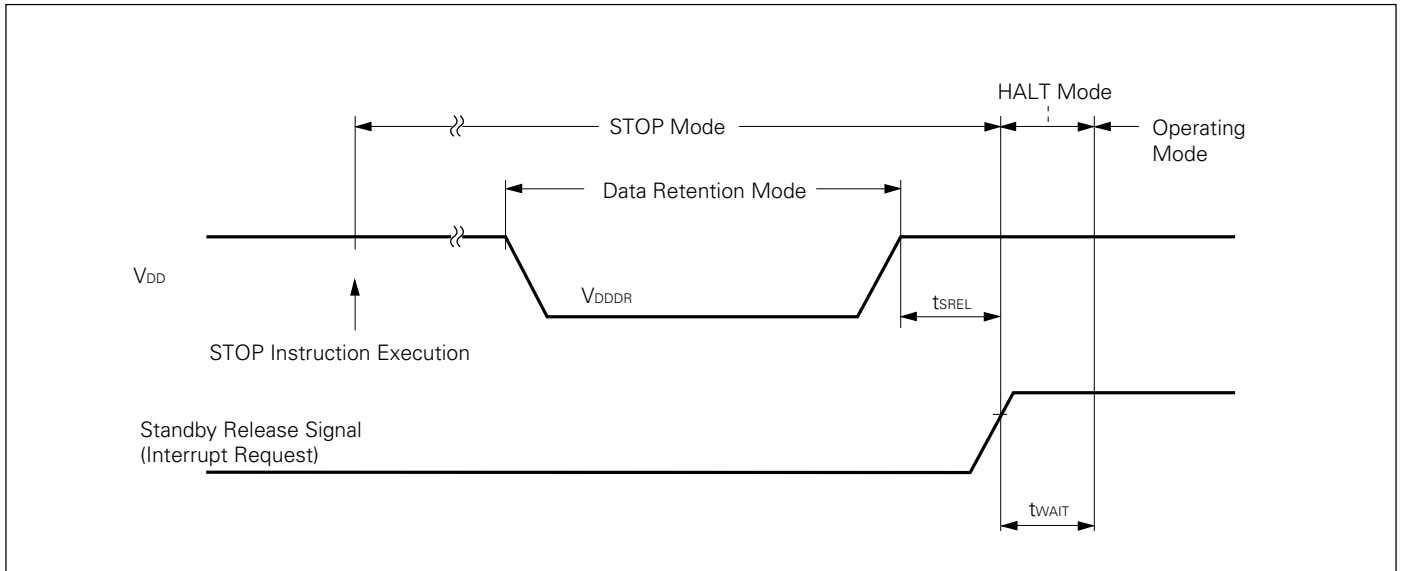 HALT Mode
STOP Mode
Operating
Mode
Data Retention Mode
VDD
VDDDR
tSREL
STOP Instruction Execution
Standby Release Signal
(Interrupt Request)
tWAIT